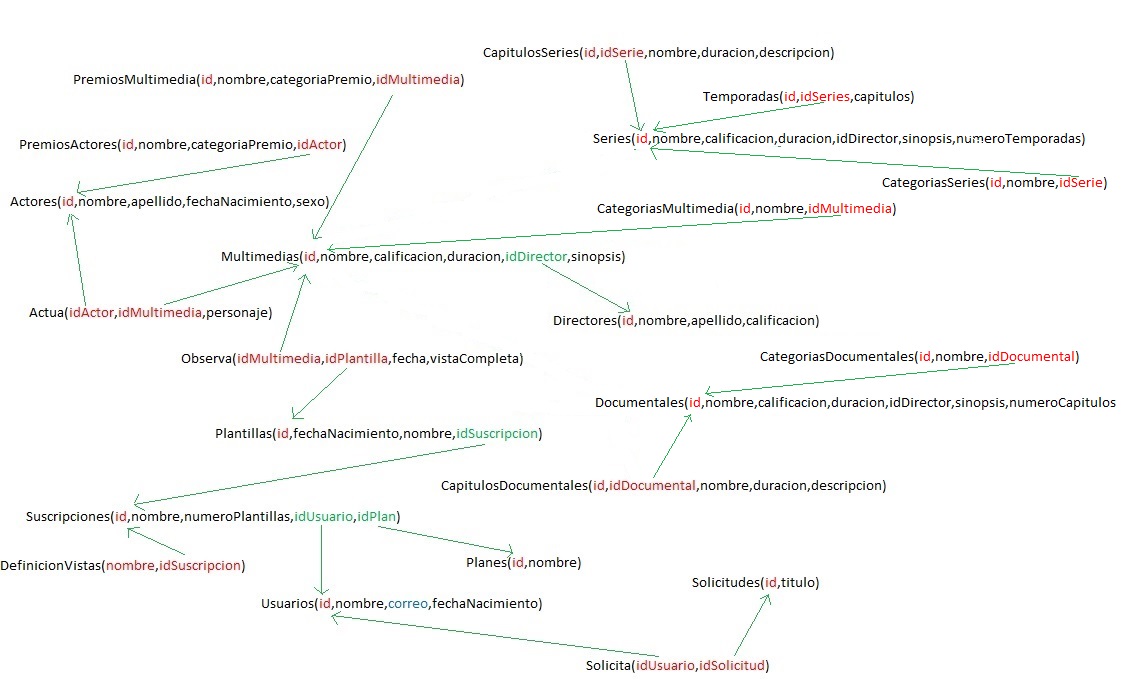 CapitulosSeries(id,idSerie,nombre,duracion,descripcion)
PremiosMultimedia(id,nombre,categoriaPremio,idMultimedia)
Temporadas(id,idSeries,capitulos)
Series(id,nombre,calificacion,duracion,idDirector,sinopsis,numeroTemporadas)
PremiosActores(id,nombre,categoriaPremio,idActor)
CategoriasSeries(id,nombre,idSerie)
Actores(id,nombre,apellido,fechaNacimiento,sexo)
CategoriasMultimedia(id,nombre,idMultimedia)
Multimedias(id,nombre,calificacion,duracion,idDirector,sinopsis)
Actua(idActor,idMultimedia,personaje)
Directores(id,nombre,apellido,calificacion)
Observa(idMultimedia,idPlantilla,fecha,vistaCompleta)
CategoriasDocumentales(id,nombre,idDocumental)
Documentales(id,nombre,calificacion,duracion,idDirector,sinopsis,numeroCapitulos
Plantillas(id,fechaNacimiento,nombre,idSuscripcion)
CapitulosDocumentales(id,idDocumental,nombre,duracion,descripcion)
Suscripciones(id,nombre,numeroPlantillas,idUsuario,idPlan)
DefinicionVistas(nombre,idSuscripcion)
Planes(id,nombre)
Solicitudes(id,titulo)
Usuarios(id,nombre,correo,fechaNacimiento)
Solicita(idUsuario,idSolicitud)